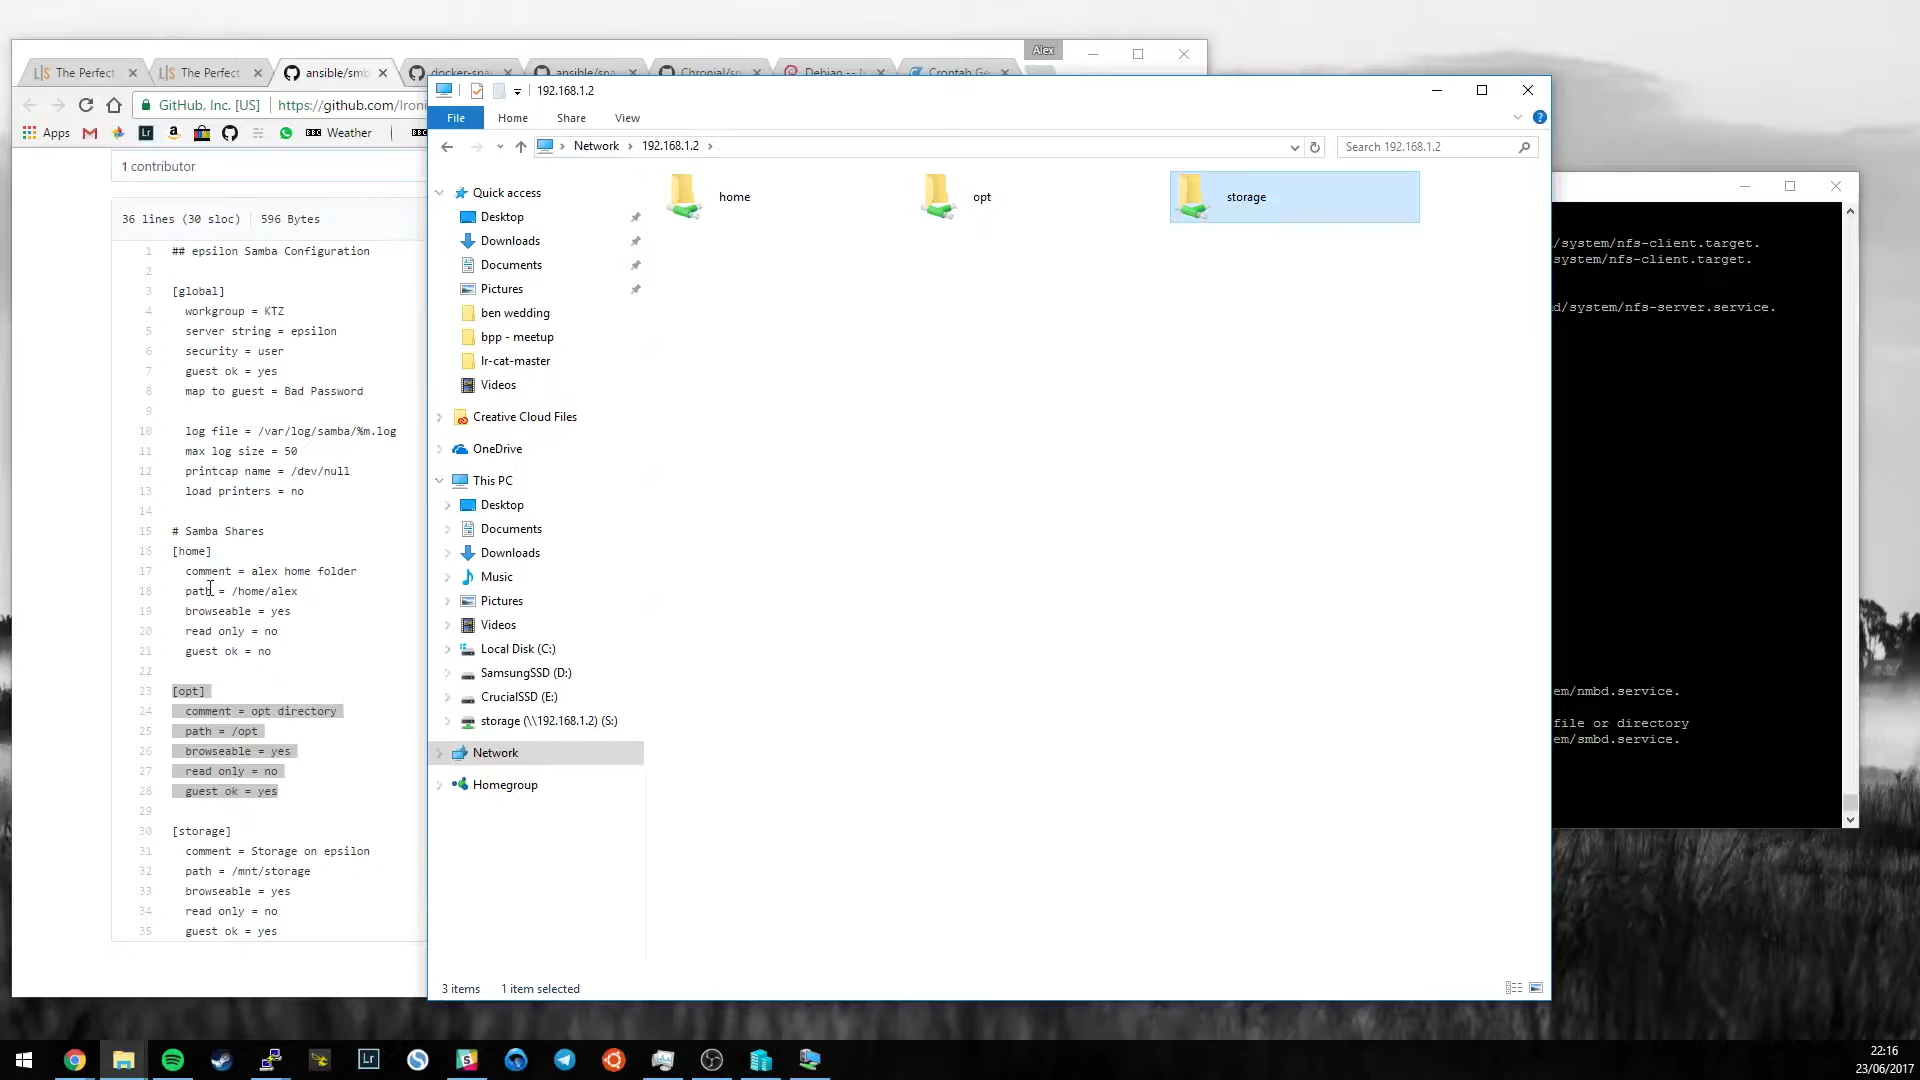 Alex
The Perfect
The Perfect
ansible/smb
192.168.1.2
GitHub, Inc. [US]
https://github.com/Iron
File
Home
Share
View
Apps
BBC Weather
BBC
Network
192.168.1.2
Search 192.168.1.2
1 contributor
home
opt
storage
Quick access
Desktop
Downloads
Documents
Pictures
ben wedding
bpp - meetup
lr-cat-master
Videos
Creative Cloud Files
OneDrive
This PC
Desktop
Documents
Downloads
Music
Pictures
Videos
Local Disk (C:)
SamsungSSD (D:)
CrucialSSD (E:)
storage (\\192.168.1.2) (S:)
Network
Homegroup
3 items 1 item selected
36 lines (30 sloc) 596 Bytes
1 ## epsilon Samba Configuration
2
3 [global]
4 workgroup = KTZ
5 server string = epsilon
6 security = user
7 guest ok = yes
8 map to guest = Bad Password
9
10 log file = /var/log/samba/%m.log
11 max log size = 50
12 printcap name = /dev/null
13 load printers = no
14
15 # Samba Shares
16 [home]
17 comment = alex home folder
18 path = /home/alex
19 browseable = yes
20 read only = no
21 guest ok = no
22
23 [opt]
24 comment = opt directory
25 path = /opt
26 browseable = yes
27 read only = no
28 guest ok = yes
29
30 [storage]
31 comment = Storage on epsilon
32 path = /mnt/storage
33 browseable = yes
34 read only = no
35 guest ok = yes
/system/nfs-client.target.
system/nfs-client.target.
d/system/nfs-server.service.
em/nmbd.service.
file or directory
em/smbd.service.
Lr
22:16
23/06/2017